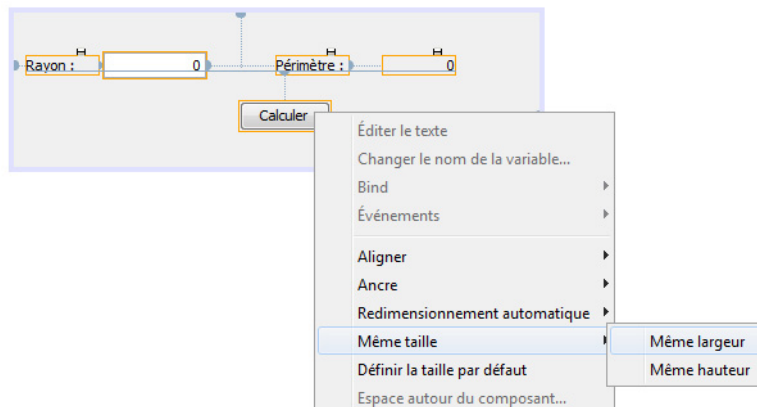 Rayon : 0 Périmètre : 0
Calculer
Éditer le texte
Changer le nom de la variable...
Bind
Événements
Aligner
Ancre
Redimensionnement automatique
Même taille
Même largeur
Définir la taille par défaut
Même hauteur
Espace autour du composant...